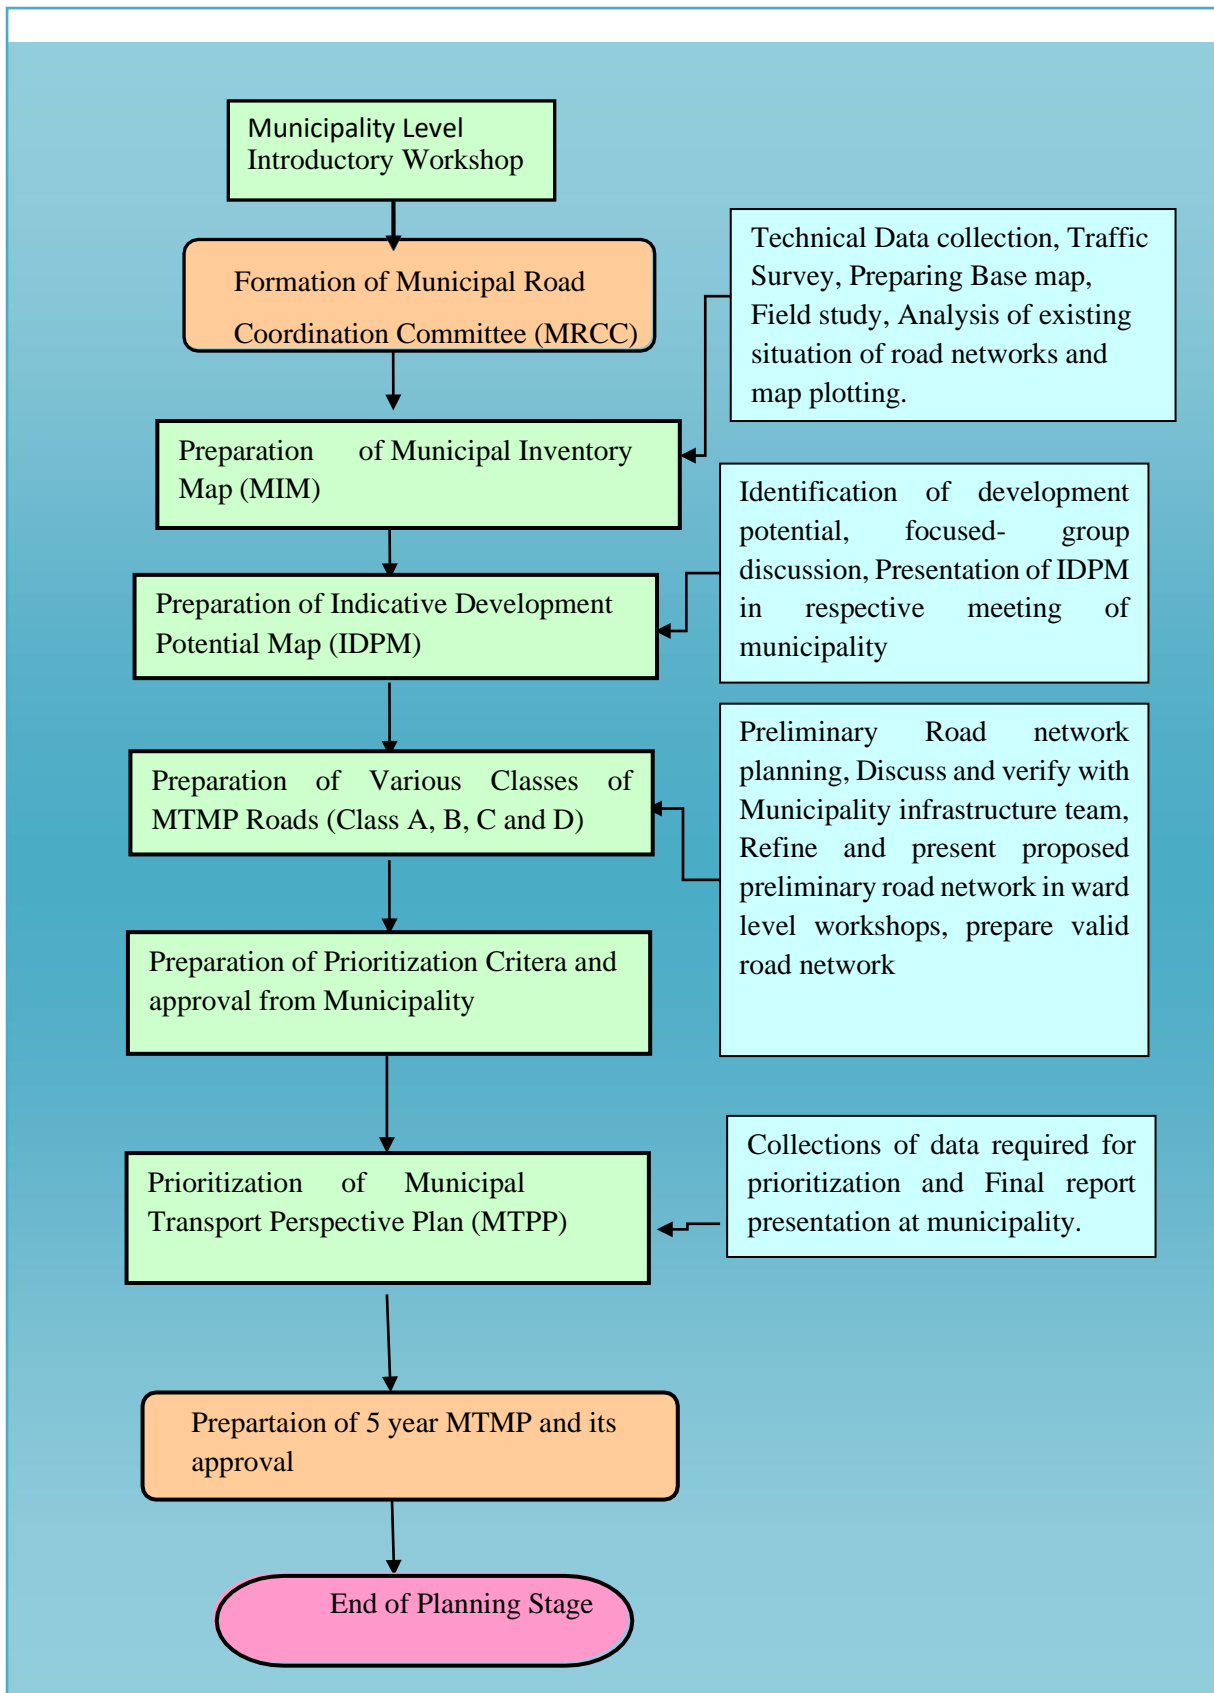 Municipality Level
Introductory Workshop
Formation of Municipal Road
Coordination Committee (MRCC)
Technical Data collection, Traffic
Survey, Preparing Base map,
Field study, Analysis of existing
situation of road networks and
map plotting.
Preparation of Municipal Inventory
Map (MIM)
Identification of development
potential, focused- group
discussion, Presentation of IDPM
in respective meeting of
municipality
Preparation of Indicative Development
Potential Map (IDPM)
Preliminary Road network
planning, Discuss and verify with
Municipality infrastructure team,
Refine and present proposed
preliminary road network in ward
level workshops, prepare valid
road network
Preparation of Various Classes of
MTMP Roads (Class A, B, C and D)
Preparation of Prioritization Critera and
approval from Municipality
Prioritization of Municipal
Transport Perspective Plan (MTPP)
Collections of data required for
prioritization and Final report
presentation at municipality.
Prepartaion of 5 year MTMP and its
approval
End of Planning Stage